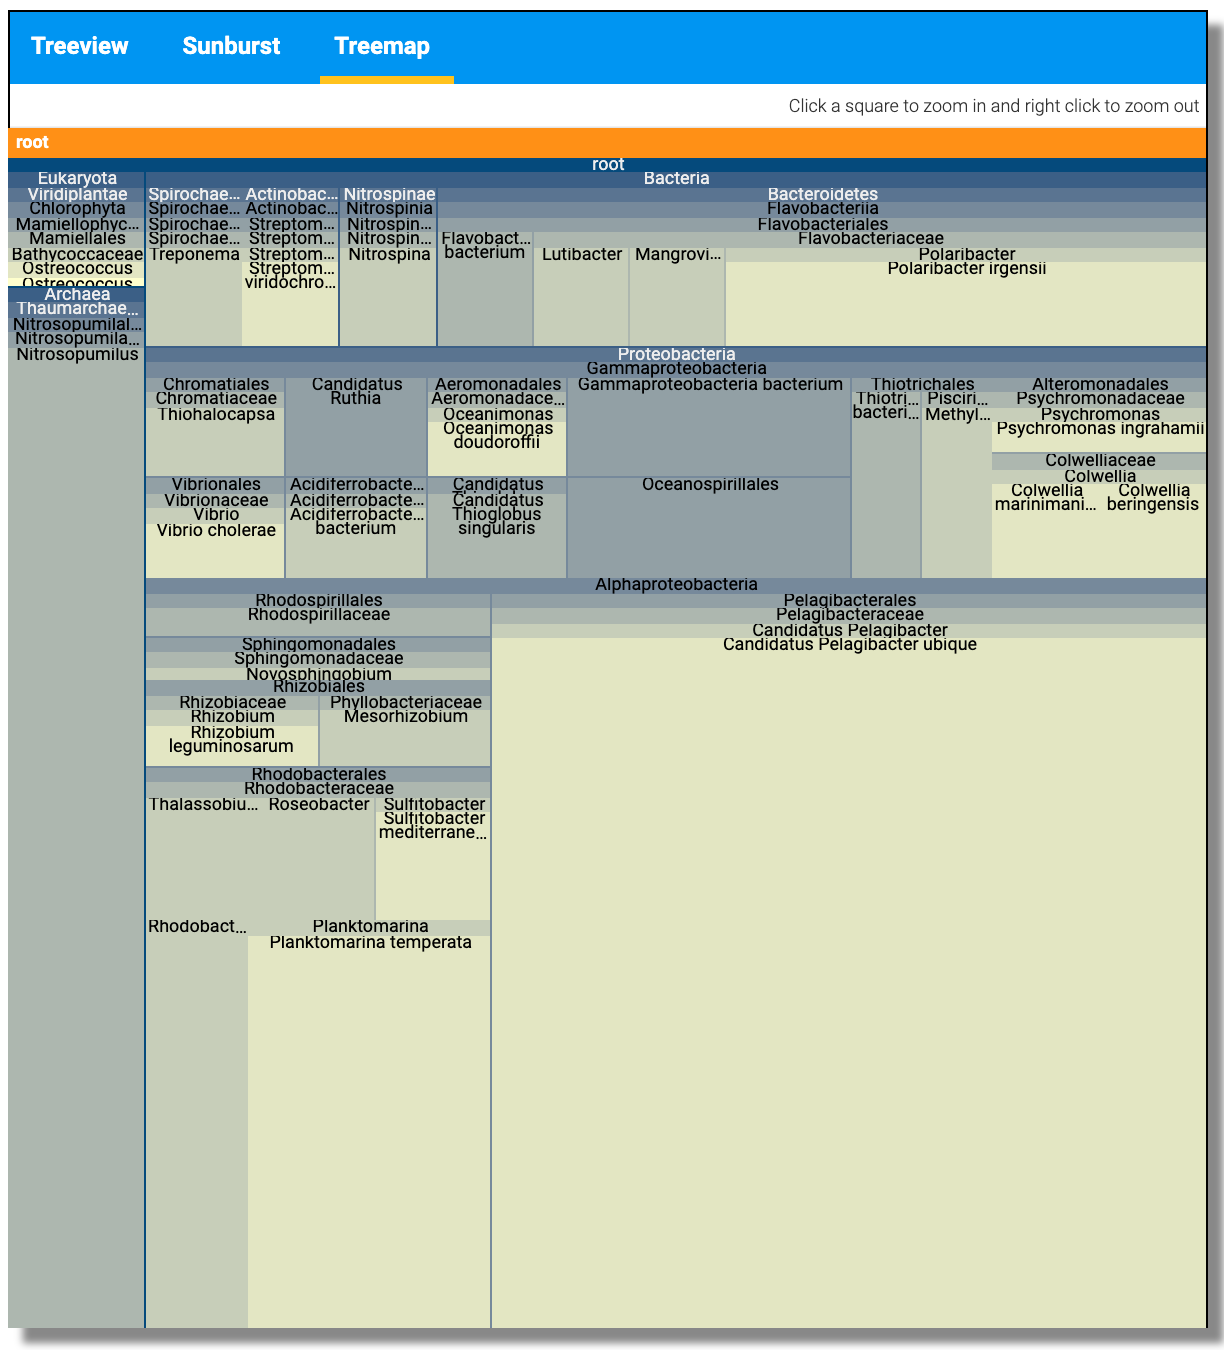 Treeview Sunburst Treemap
Click a square to zoom in and right click to zoom out
root
root
Eukaryota
Viridiplantae
Chlorophyta
Mamiellophyc...
Mamiellales
Bathycoccaceae
Ostreococcus
Ostreococcus
Archaea
Thaumarchae...
Nitrosopumilal...
Nitrosopumila...
Nitrosopumilus
Bacteria
Spirochae...
Spirochae...
Spirochae...
Spirochae...
Treponema
Actinobac...
Actinobac...
Streptom...
Streptom...
Streptom...
Streptom...
viridochro...
Nitrospinae
Nitrospinia
Nitrospin...
Nitrospin...
Nitrospina
Bacteroidetes
Flavobacteriia
Flavobacteriales
Flavobact...
bacterium
Flavobacteriaceae
Lutibacter
Mangrovi...
Polaribacter
Polaribacter irgensii
Proteobacteria
Gammaproteobacteria
Chromatiales
Chromatiaceae
Thiohalocapsa
Candidatus
Ruthia
Aeromonadales
Aeromonadace...
Oceanimonas
Oceanimonas
doudoroffii
Gammaproteobacteria bacterium
Thiotrichales
Thiotri...
bacteri...
Pisciri...
Methyl...
Alteromonadales
Psychromonadaceae
Psychromonas
Psychromonas ingrahamii
Colwelliaceae
Colwellia
Colwellia
marinimani...
Colwellia
beringensis
Vibrionales
Vibrionaceae
Vibrio
Vibrio cholerae
Acidiferrobacte...
Acidiferrobacte...
Acidiferrobacte...
bacterium
Candidatus
Candidatus
Thioglobus
singularis
Oceanospirillales
Alphaproteobacteria
Rhodospirillales
Rhodospirillaceae
Sphingomonadales
Sphingomonadaceae
Novosphingobium
Rhizobiales
Rhizobiaceae
Rhizobium
Rhizobium
leguminosarum
Phyllobacteriaceae
Mesorhizobium
Rhodobacterales
Rhodobacteraceae
Thalassobiu...
Roseobacter
Sulfitobacter
Sulfitobacter
mediterrane...
Rhodobact...
Planktomarina
Planktomarina temperata
Pelagibacterales
Pelagibacteraceae
Candidatus Pelagibacter
Candidatus Pelagibacter ubique